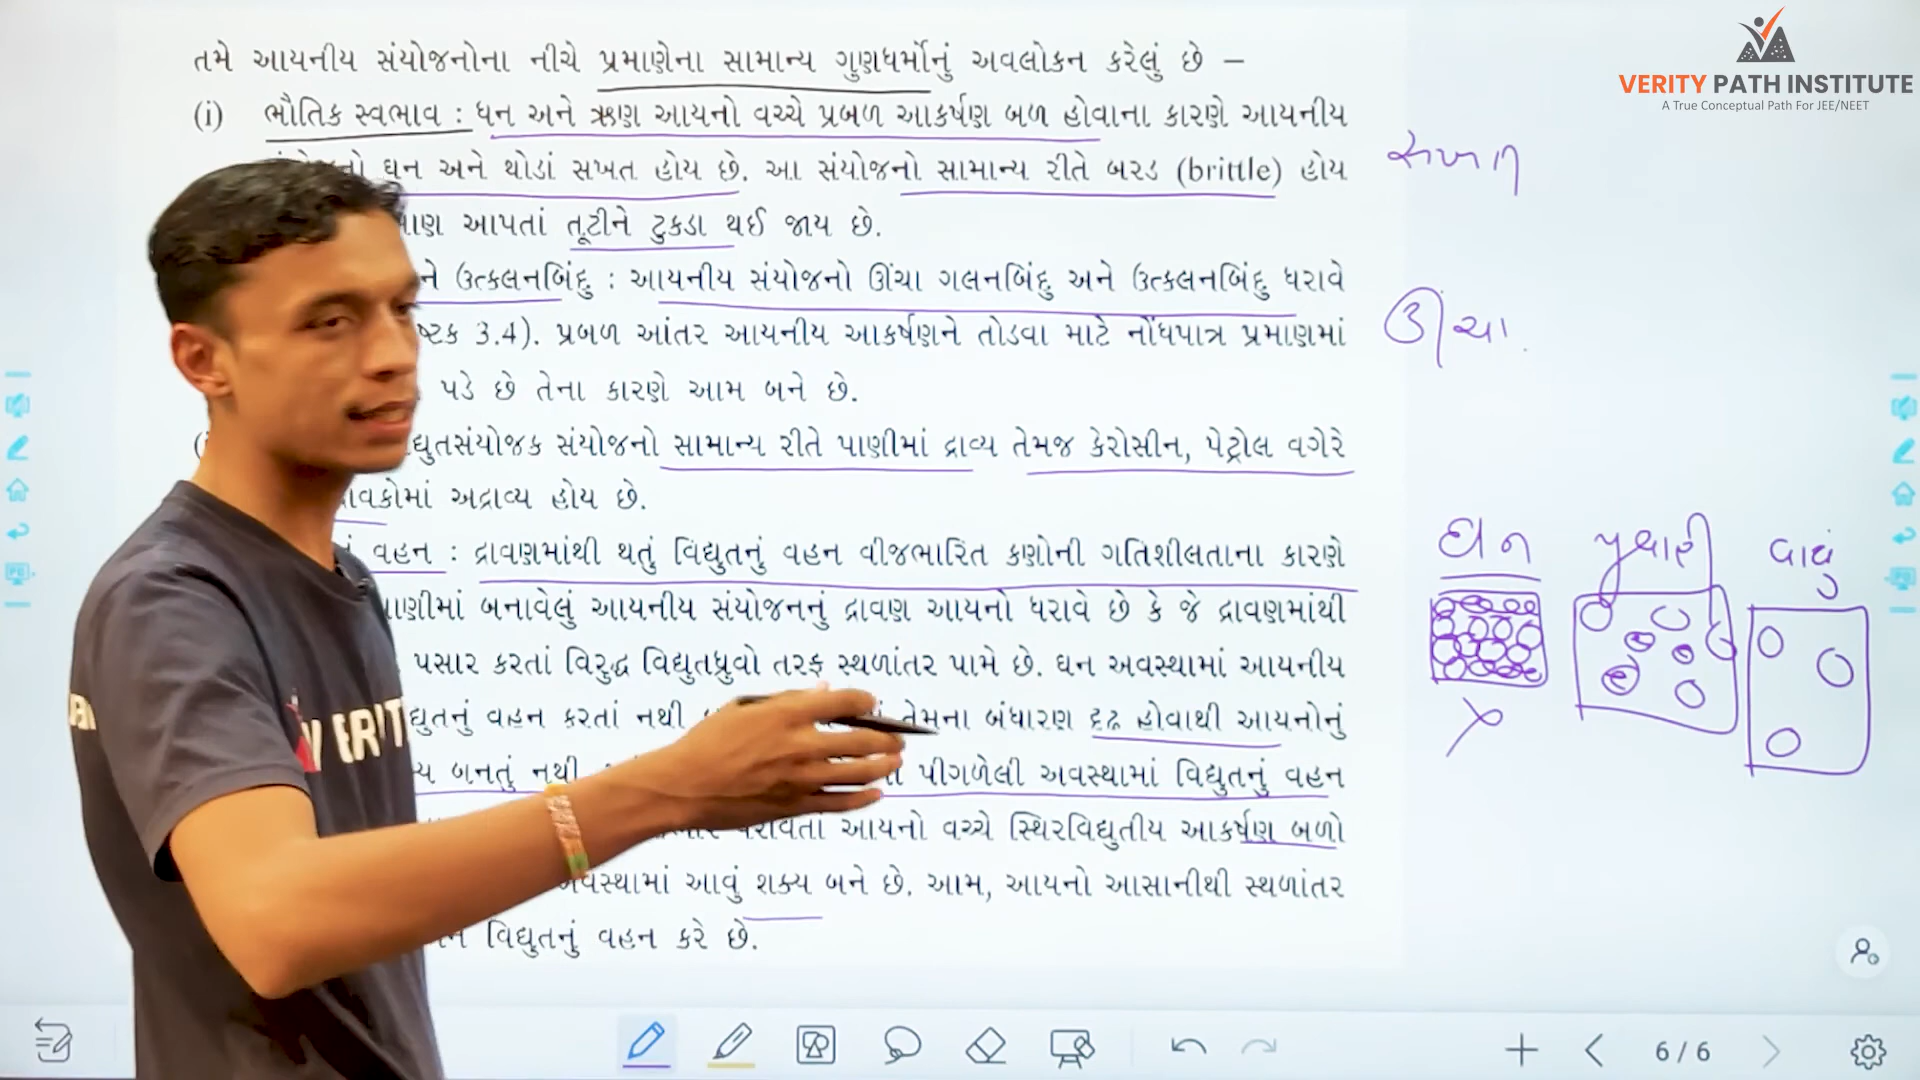 તમે આયનીય સંયોજનોના નીચે પ્રમાણેના સામાન્ય ગુણધર્મોનું અવલોકન કરેલું છે –
(i) ભૌતિક સ્વભાવ : ધન અને ઋણ આયનો વચ્ચે પ્રબળ આકર્ષણ બળ હોવાના કારણે આયનીય
ઘન અને થોડાં સખત હોય છે. આ સંયોજનો સામાન્ય રીતે બરડ (brittle) હોય
આપતાં તૂટીને ટુકડા થઈ જાય છે.
ઉત્કલનબિંદુ : આયનીય સંયોજનો ઊંચા ગલનબિંદુ અને ઉત્કલનબિંદુ ધરાવે
3.4). પ્રબળ આંતર આયનીય આકર્ષણને તોડવા માટે નોંધપાત્ર પ્રમાણમાં
પડે છે તેના કારણે આમ બને છે.
સંયોજનો સામાન્ય રીતે પાણીમાં દ્રાવ્ય તેમજ કેરોસીન, પેટ્રોલ વગેરે
અદ્રાવ્ય હોય છે.
વહન : દ્રાવણમાંથી થતું વિદ્યુતનું વહન વીજભારિત કણોની ગતિશીલતાના કારણે
બનાવેલું આયનીય સંયોજનનું દ્રાવણ આયનો ધરાવે છે કે જે દ્રાવણમાંથી
પસાર કરતાં વિરુદ્ધ વિદ્યુતધ્રુવો તરફ સ્થળાંતર પામે છે. ઘન અવસ્થામાં આયનીય
વહન કરતાં નથી તેમના બંધારણ દૃઢ હોવાથી આયનોનું
બનતું નથી પીગળેલી અવસ્થામાં વિદ્યુતનું વહન
આયનો વચ્ચે સ્થિરવિદ્યુતીય આકર્ષણ બળો
આવું શક્ય બને છે. આમ, આયનો આસાનીથી સ્થળાંતર
વિદ્યુતનું વહન કરે છે.
સખત
ઊંચા.
ઘન પ્રવાહી વાયુ
VERITY PATH INSTITUTE
A True Conceptual Path For JEE/NEET
6 / 6